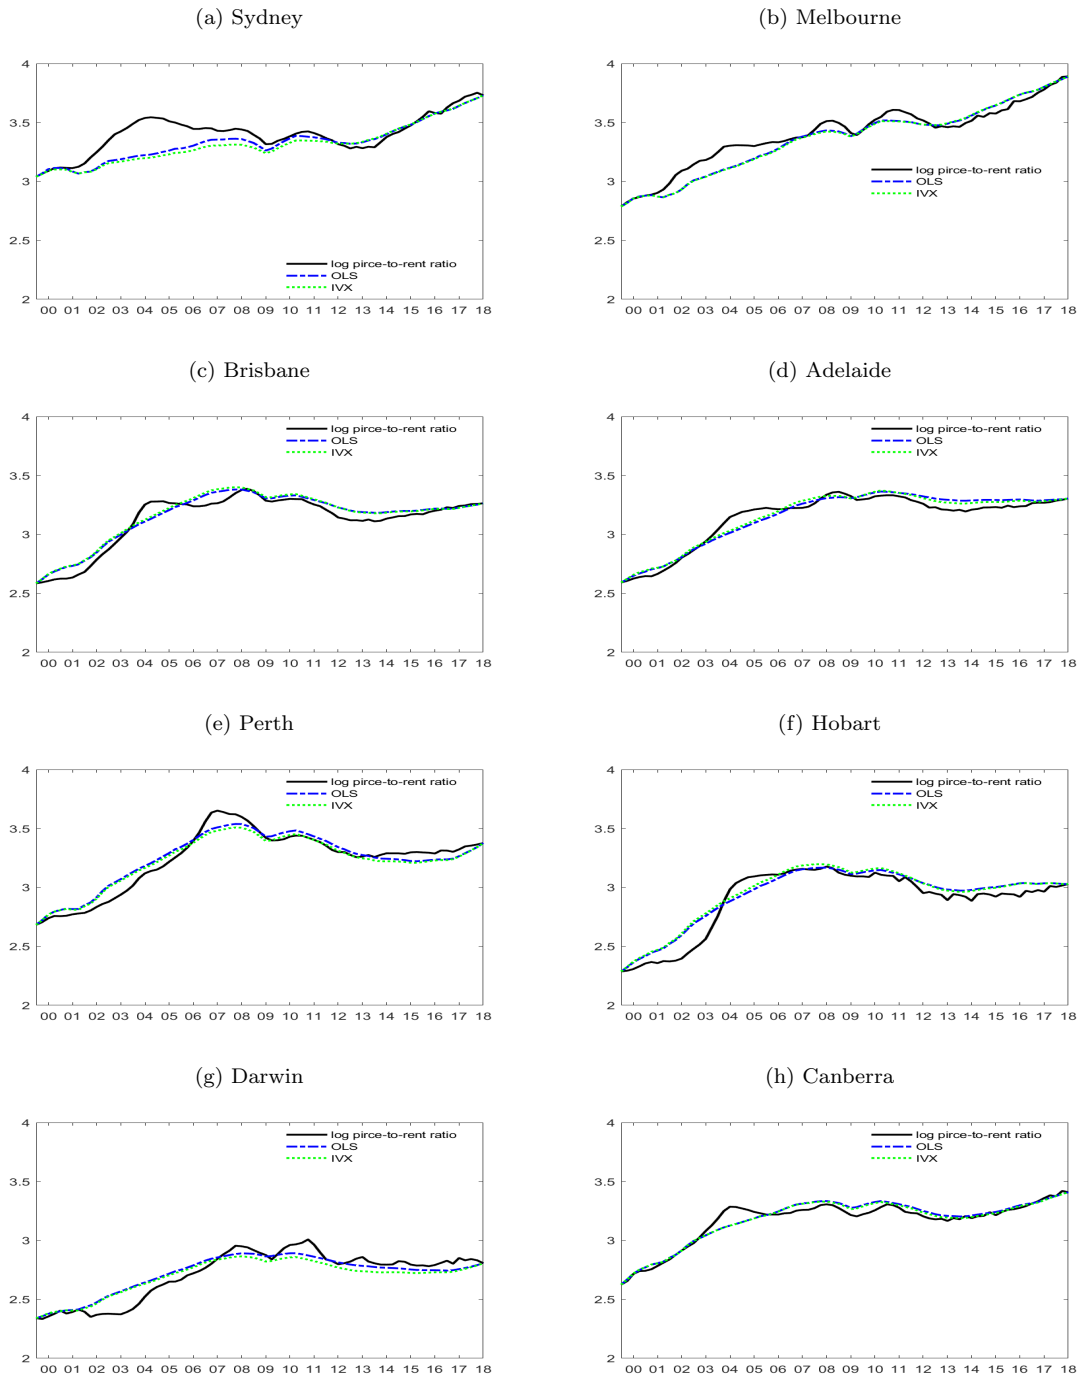 (a) Sydney
4
3.5
3
2.5
2
log pirce-to-rent ratio
OLS
IVX
00 01 02 03 04 05 06 07 08 09 10 11 12 13 14 15 16 17 18
(b) Melbourne
4
3.5
3
2.5
2
log pirce-to-rent ratio
OLS
IVX
00 01 02 03 04 05 06 07 08 09 10 11 12 13 14 15 16 17 18
(c) Brisbane
4
3.5
3
2.5
2
log pirce-to-rent ratio
OLS
IVX
00 01 02 03 04 05 06 07 08 09 10 11 12 13 14 15 16 17 18
(d) Adelaide
4
3.5
3
2.5
2
log pirce-to-rent ratio
OLS
IVX
00 01 02 03 04 05 06 07 08 09 10 11 12 13 14 15 16 17 18
(e) Perth
4
3.5
3
2.5
2
log pirce-to-rent ratio
OLS
IVX
00 01 02 03 04 05 06 07 08 09 10 11 12 13 14 15 16 17 18
(f) Hobart
4
3.5
3
2.5
2
log pirce-to-rent ratio
OLS
IVX
00 01 02 03 04 05 06 07 08 09 10 11 12 13 14 15 16 17 18
(g) Darwin
4
3.5
3
2.5
2
log pirce-to-rent ratio
OLS
IVX
00 01 02 03 04 05 06 07 08 09 10 11 12 13 14 15 16 17 18
(h) Canberra
4
3.5
3
2.5
2
log pirce-to-rent ratio
OLS
IVX
00 01 02 03 04 05 06 07 08 09 10 11 12 13 14 15 16 17 18